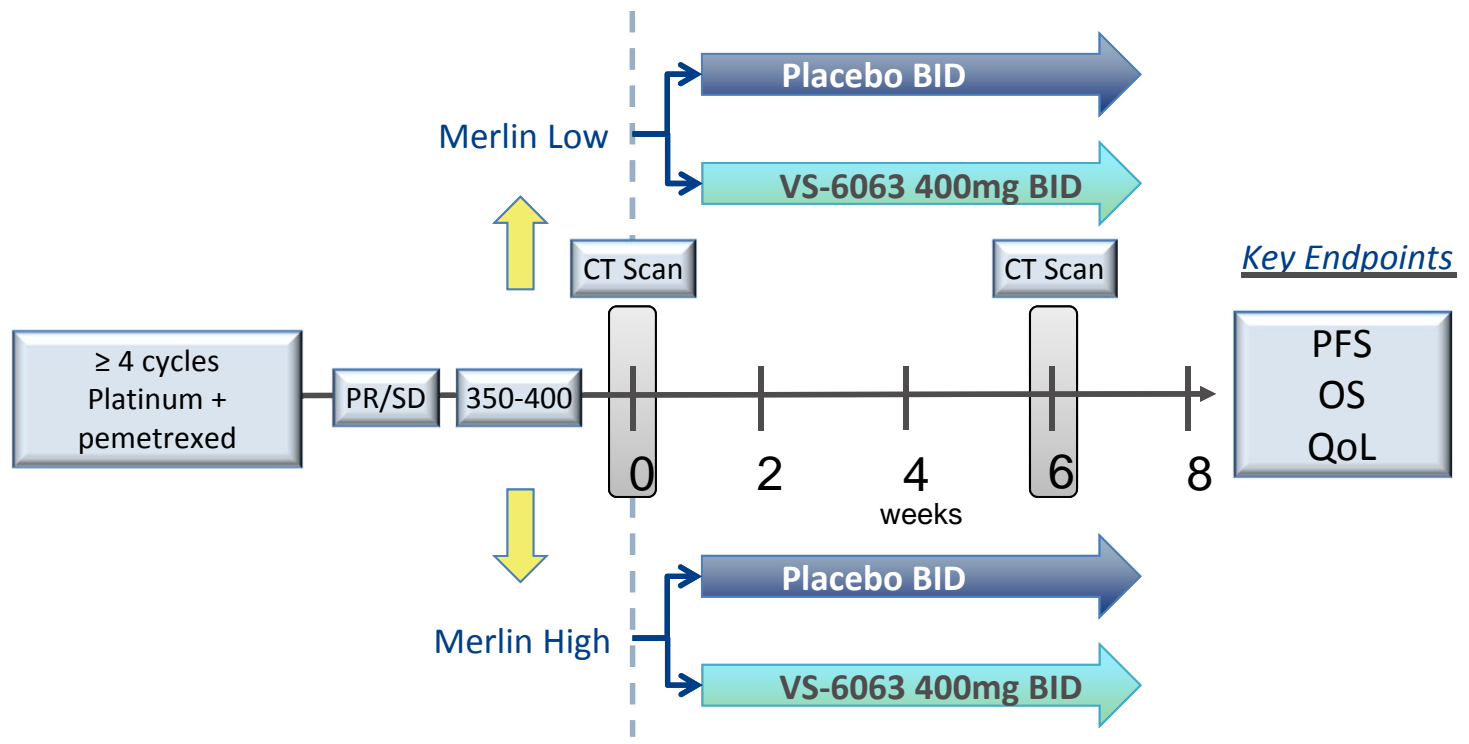 Placebo BID
Merlin Low
VS-6063 400mg BID
CT Scan
CT Scan
Key Endpoints
≥ 4 cycles
Platinum +
pemetrexed
PR/SD
350-400
PFS
OS
QoL
0
2
4
6
8
weeks
Placebo BID
Merlin High
VS-6063 400mg BID